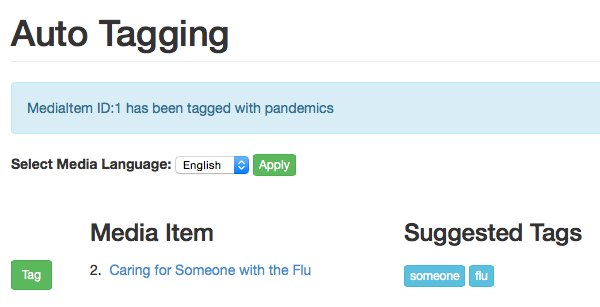 Auto Tagging
MediaItem ID:1 has been tagged with pandemics
Select Media Language: English Apply
Media Item Suggested Tags
Tag 2. Caring for Someone with the Flu someone flu